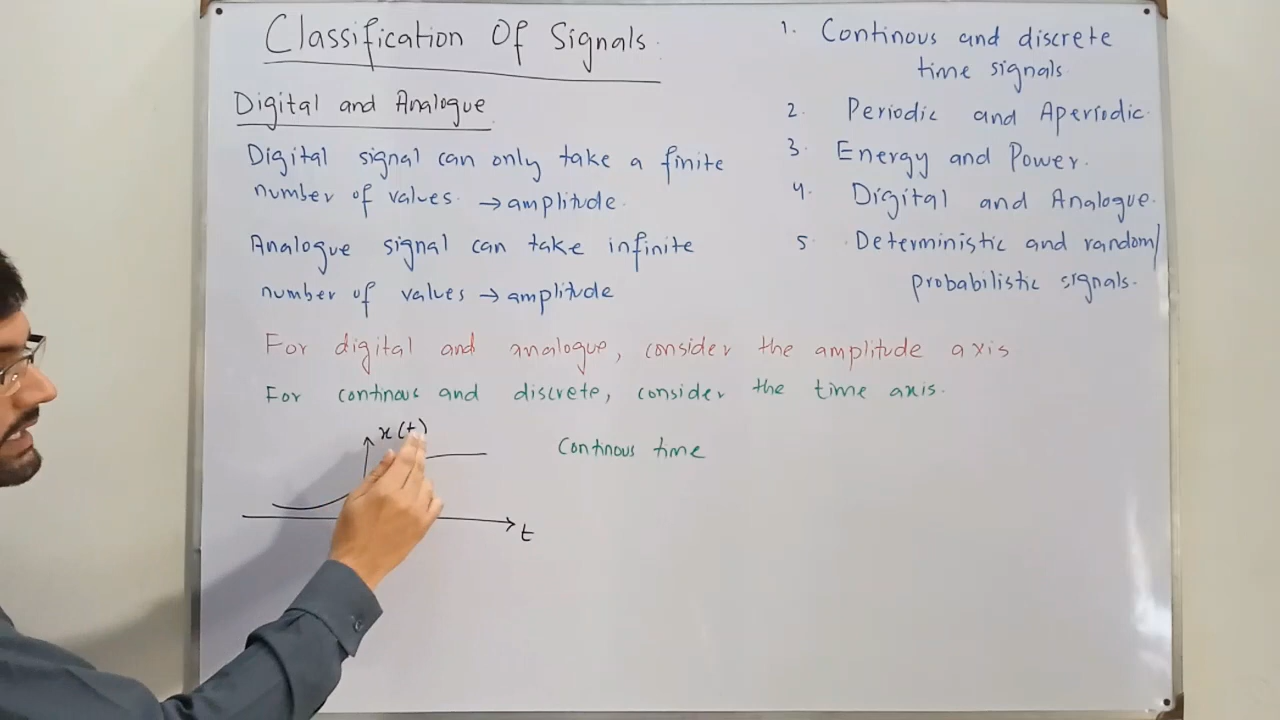 Classification Of Signals.
Digital and Analogue
Digital signal can only take a finite
number of values. → amplitude.
Analogue signal can take infinite
number of values → amplitude
For digital and analogue, consider the amplitude axis
For continous and discrete, consider the time axis.
x(t)
t
Continous time
1. Continous and discrete
time signals
2. Periodic and Aperiodic.
3. Energy and Power.
4. Digital and Analogue.
5. Deterministic and random/
probabilistic signals.